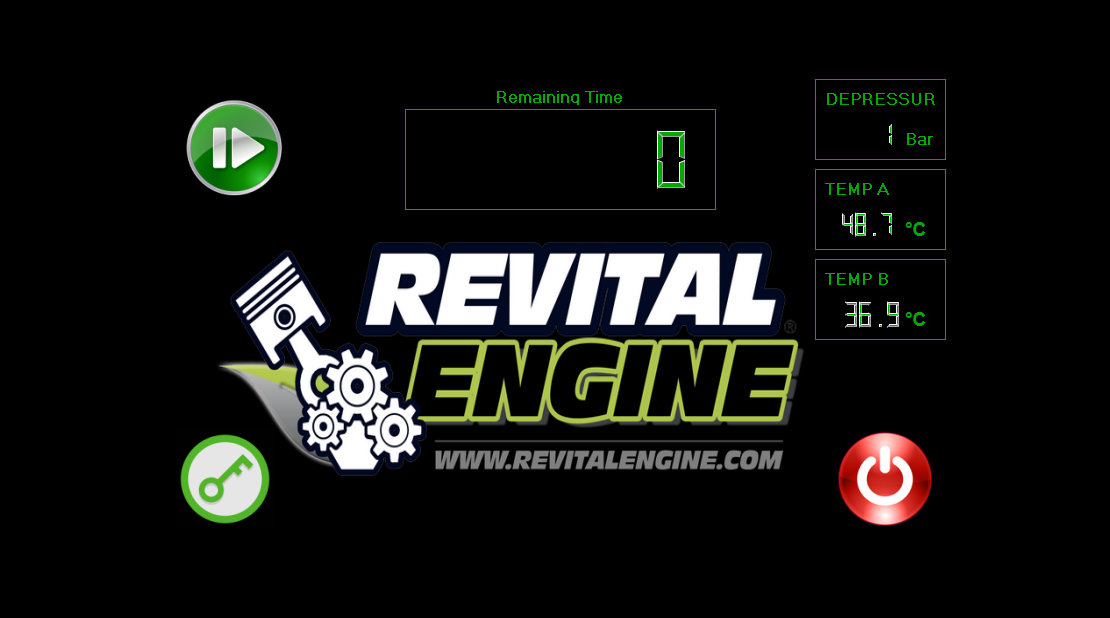 Remaining Time
0
DEPRESSUR
1 Bar
TEMP A
48.7 °C
TEMP B
36.9 °C
REVITAL
®
ENGINE
WWW.REVITALENGINE.COM